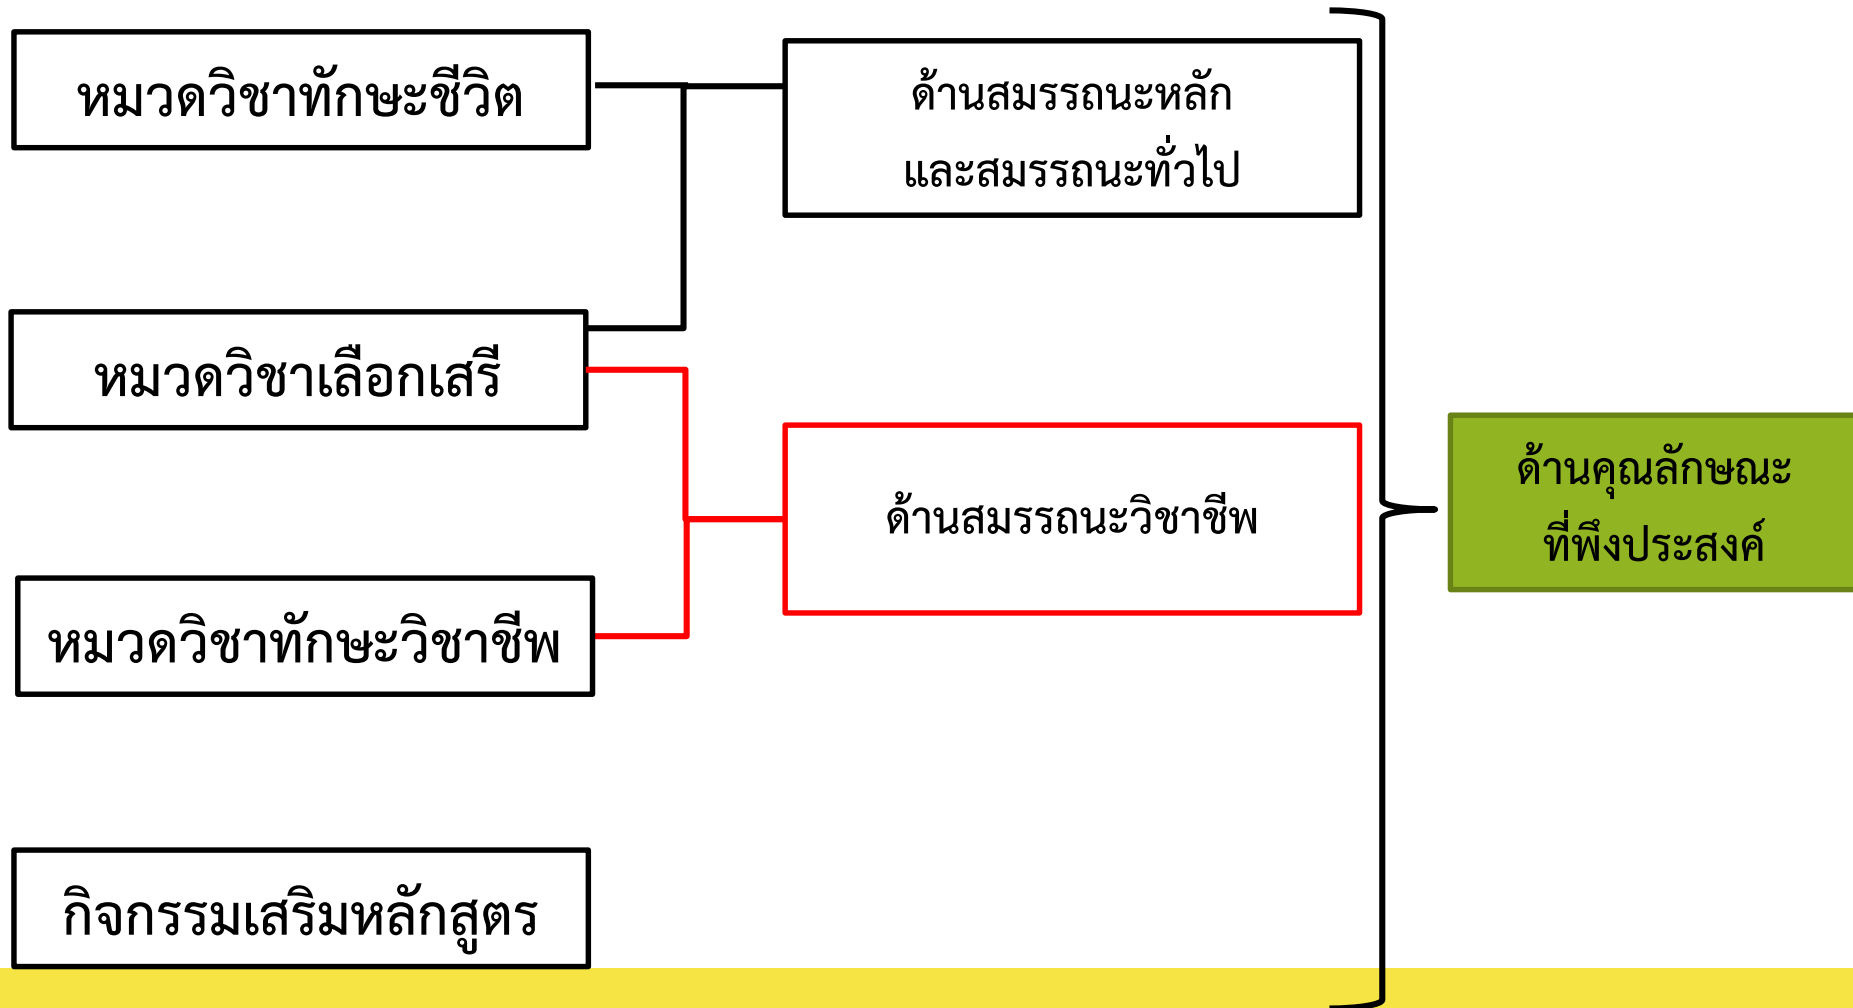 หมวดวิชาทักษะชีวิต
ด้านสมรรถนะหลัก
และสมรรถนะทั่วไป
หมวดวิชาเลือกเสรี
ด้านสมรรถนะวิชาชีพ
ด้านคุณลักษณะ
ที่พึงประสงค์
หมวดวิชาทักษะวิชาชีพ
กิจกรรมเสริมหลักสูตร